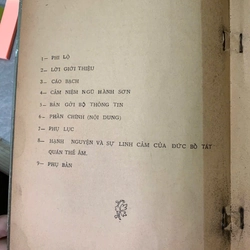 1- PHI LỘ
2- LỜI GIỚI THIỆU
3- CÁO BẠCH
4- CẢM NIỆM NGŨ HÀNH SƠN
5- BẢN GỞI BỘ THÔNG TIN
6- PHẦN CHÍNH (NỘI DUNG)
7- PHỤ LỤC
8- HẠNH NGUYỆN VÀ SỰ LINH CẢM CỦA ĐỨC BỒ TÁT
QUÁN THẾ ÂM.
9- PHỤ BẢN